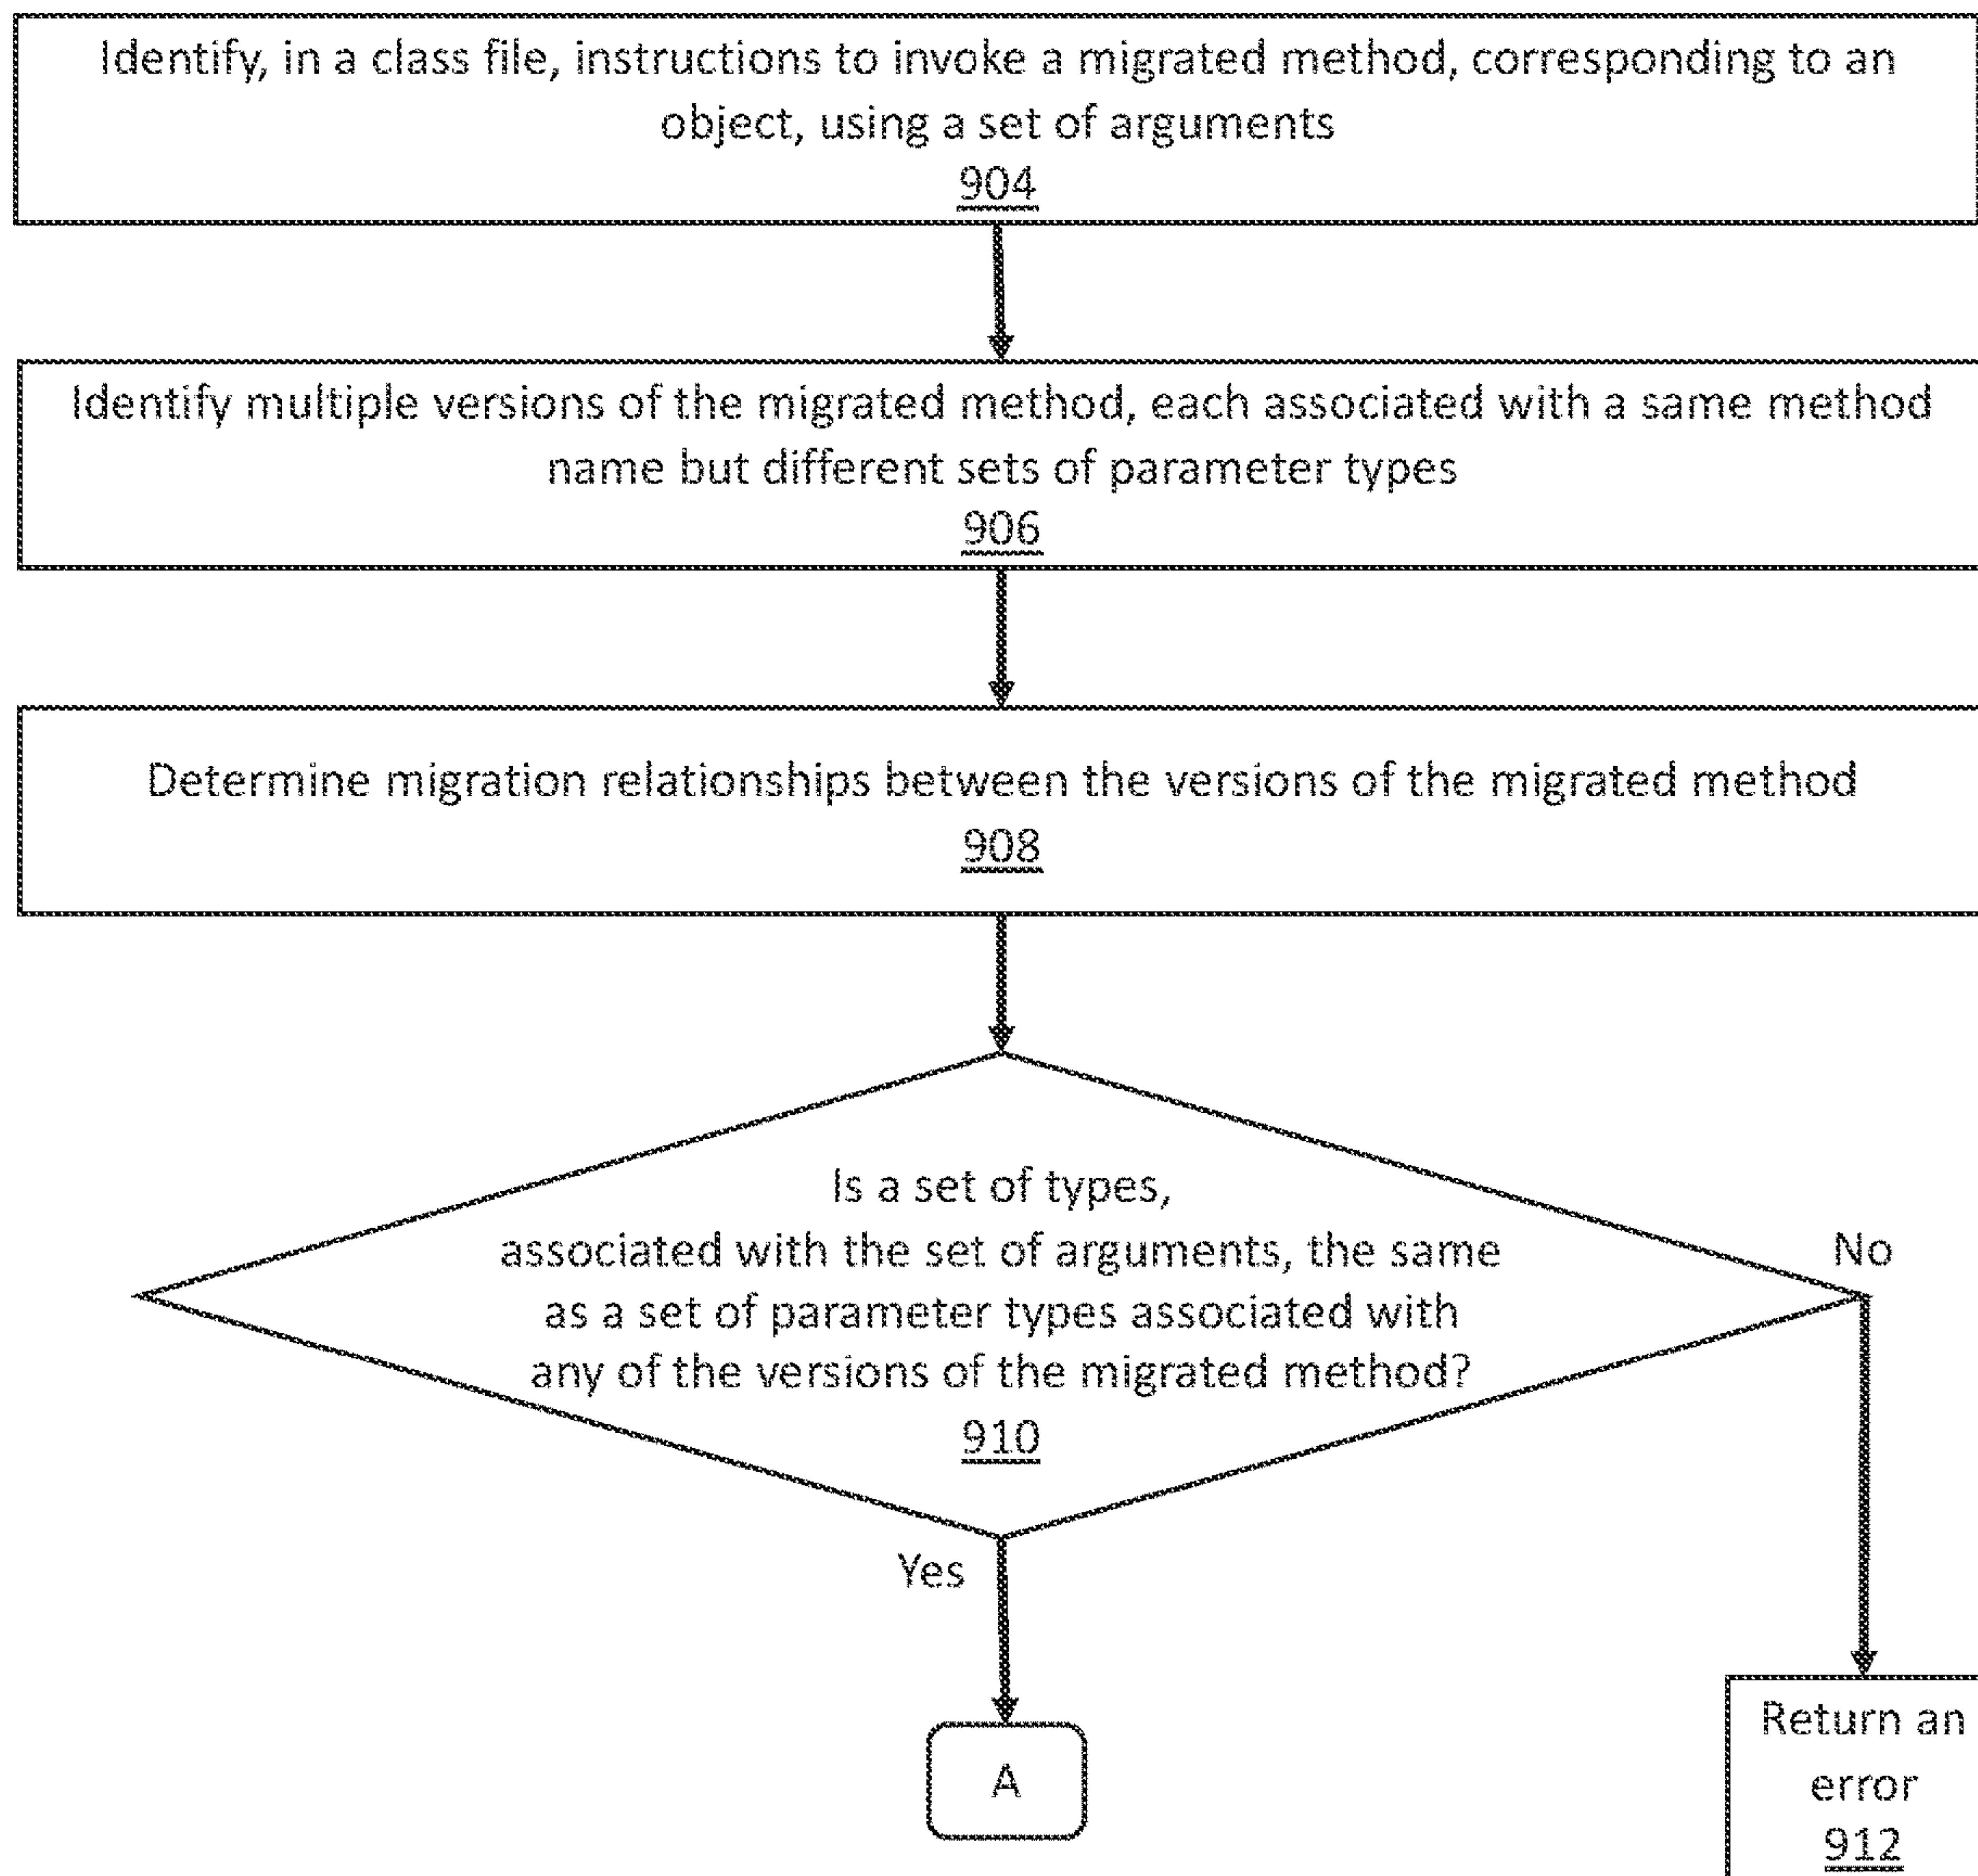 Identify, in a class file, instructions to invoke a migrated method, corresponding to an
object, using a set of arguments
904
Identify multiple versions of the migrated method, each associated with a same method
name but different sets of parameter types
906
Determine migration relationships between the versions of the migrated method
908
Is a set of types,
associated with the set of arguments, the same
as a set of parameter types associated with
any of the versions of the migrated method?
910
No
Yes
A
Return an
error
912